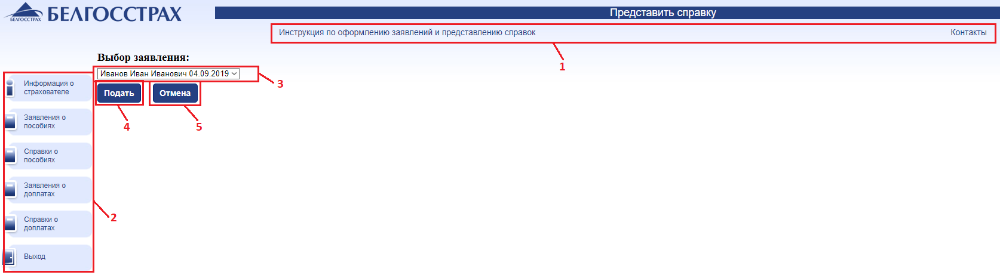 БЕЛГОССТРАХ
БЕЛГОССТРАХ
Представить справку
Инструкция по оформлению заявлений и представлению справок
Контакты
1
Выбор заявления:
Иванов Иван Иванович 04.09.2019
3
Подать
Отмена
4
5
Информация о
страхователе
Заявления о
пособиях
Справки о
пособиях
Заявления о
доплатах
2
Справки о
доплатах
Выход